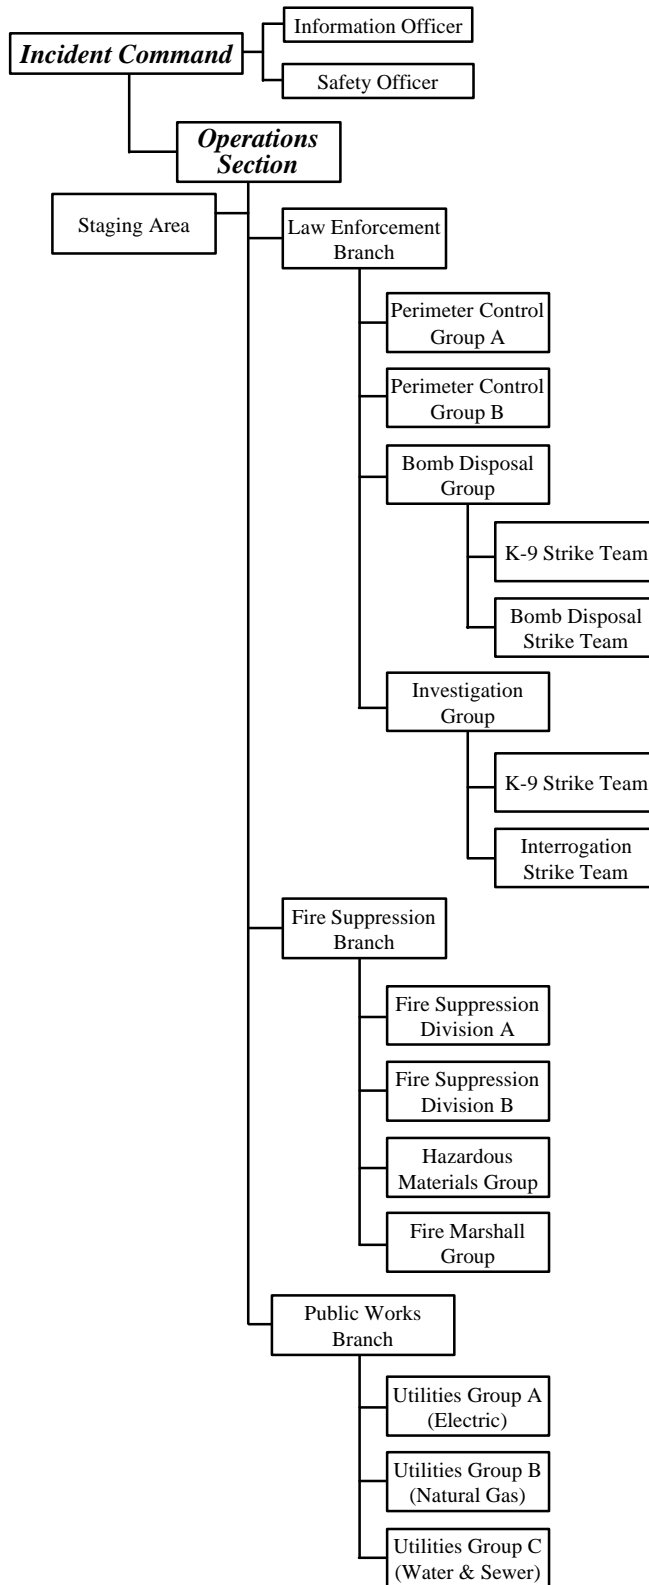 Information Officer
Incident Command
Safety Officer
Operations
Section
Staging Area
Law Enforcement
Branch
Perimeter Control
Group A
Perimeter Control
Group B
Bomb Disposal
Group
K-9 Strike Team
Bomb Disposal
Strike Team
Investigation
Group
K-9 Strike Team
Interrogation
Strike Team
Fire Suppression
Branch
Fire Suppression
Division A
Fire Suppression
Division B
Hazardous
Materials Group
Fire Marshall
Group
Public Works
Branch
Utilities Group A
(Electric)
Utilities Group B
(Natural Gas)
Utilities Group C
(Water & Sewer)